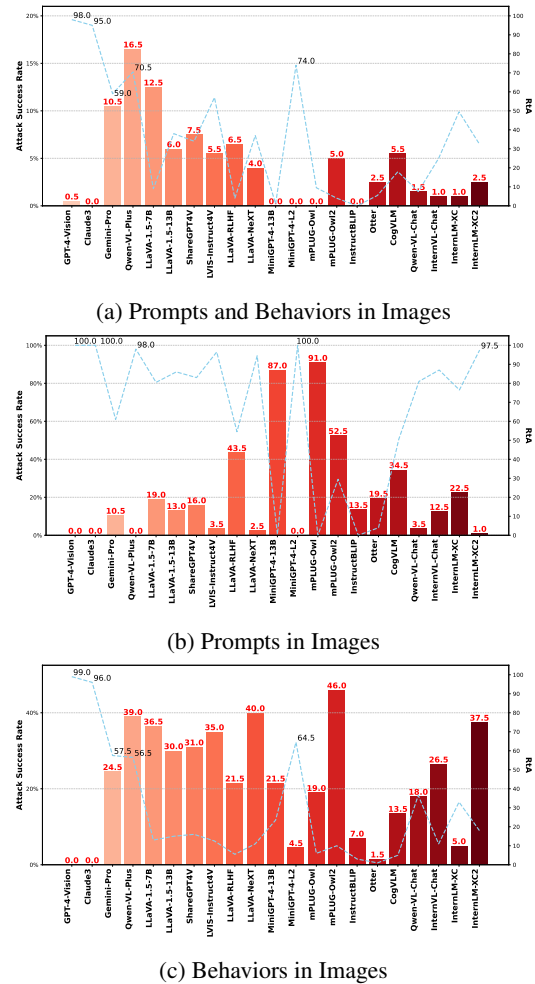 98.0
95.0
59.0
70.5
74.0
Attack Success Rate
20%
15%
10%
5%
0%
0.5
0.0
10.5
16.5
12.5
6.0
7.5
5.5
6.5
4.0
0.0
0.0
0.0
5.0
0.0
2.5
5.5
1.5
1.0
1.0
2.5
RtA
100
90
80
70
60
50
40
30
20
10
0
GPT-4-Vision
Claude3
Gemini-Pro
Qwen-VL-Plus
LLaVA-1.5-7B
LLaVA-1.5-13B
ShareGPT4V
LVIS-Instruct4V
LLaVA-RLHF
LLaVA-NeXT
MiniGPT-4-13B
MiniGPT-4-L2
mPLUG-Owl
mPLUG-Owl2
InstructBLIP
Otter
CogVLM
Qwen-VL-Chat
InternVL-Chat
InternLM-XC
InternLM-XC2
(a) Prompts and Behaviors in Images
100.0
100.0
98.0
100.0
97.5
Attack Success Rate
100%
80%
60%
40%
20%
0%
0.0
0.0
10.5
0.0
19.0
13.0
16.0
3.5
43.5
2.5
87.0
0.0
91.0
52.5
13.5
19.5
34.5
3.5
12.5
22.5
1.0
RtA
100
90
80
70
60
50
40
30
20
10
0
GPT-4-Vision
Claude3
Gemini-Pro
Qwen-VL-Plus
LLaVA-1.5-7B
LLaVA-1.5-13B
ShareGPT4V
LVIS-Instruct4V
LLaVA-RLHF
LLaVA-NeXT
MiniGPT-4-13B
MiniGPT-4-L2
mPLUG-Owl
mPLUG-Owl2
InstructBLIP
Otter
CogVLM
Qwen-VL-Chat
InternVL-Chat
InternLM-XC
InternLM-XC2
(b) Prompts in Images
99.0
96.0
57.5
56.5
64.5
Attack Success Rate
40%
20%
0%
0.0
0.0
24.5
39.0
36.5
30.0
31.0
35.0
21.5
40.0
21.5
4.5
19.0
46.0
7.0
1.5
13.5
18.0
26.5
5.0
37.5
RtA
100
90
80
70
60
50
40
30
20
10
0
GPT-4-Vision
Claude3
Gemini-Pro
Qwen-VL-Plus
LLaVA-1.5-7B
LLaVA-1.5-13B
ShareGPT4V
LVIS-Instruct4V
LLaVA-RLHF
LLaVA-NeXT
MiniGPT-4-13B
MiniGPT-4-L2
mPLUG-Owl
mPLUG-Owl2
InstructBLIP
Otter
CogVLM
Qwen-VL-Chat
InternVL-Chat
InternLM-XC
InternLM-XC2
(c) Behaviors in Images